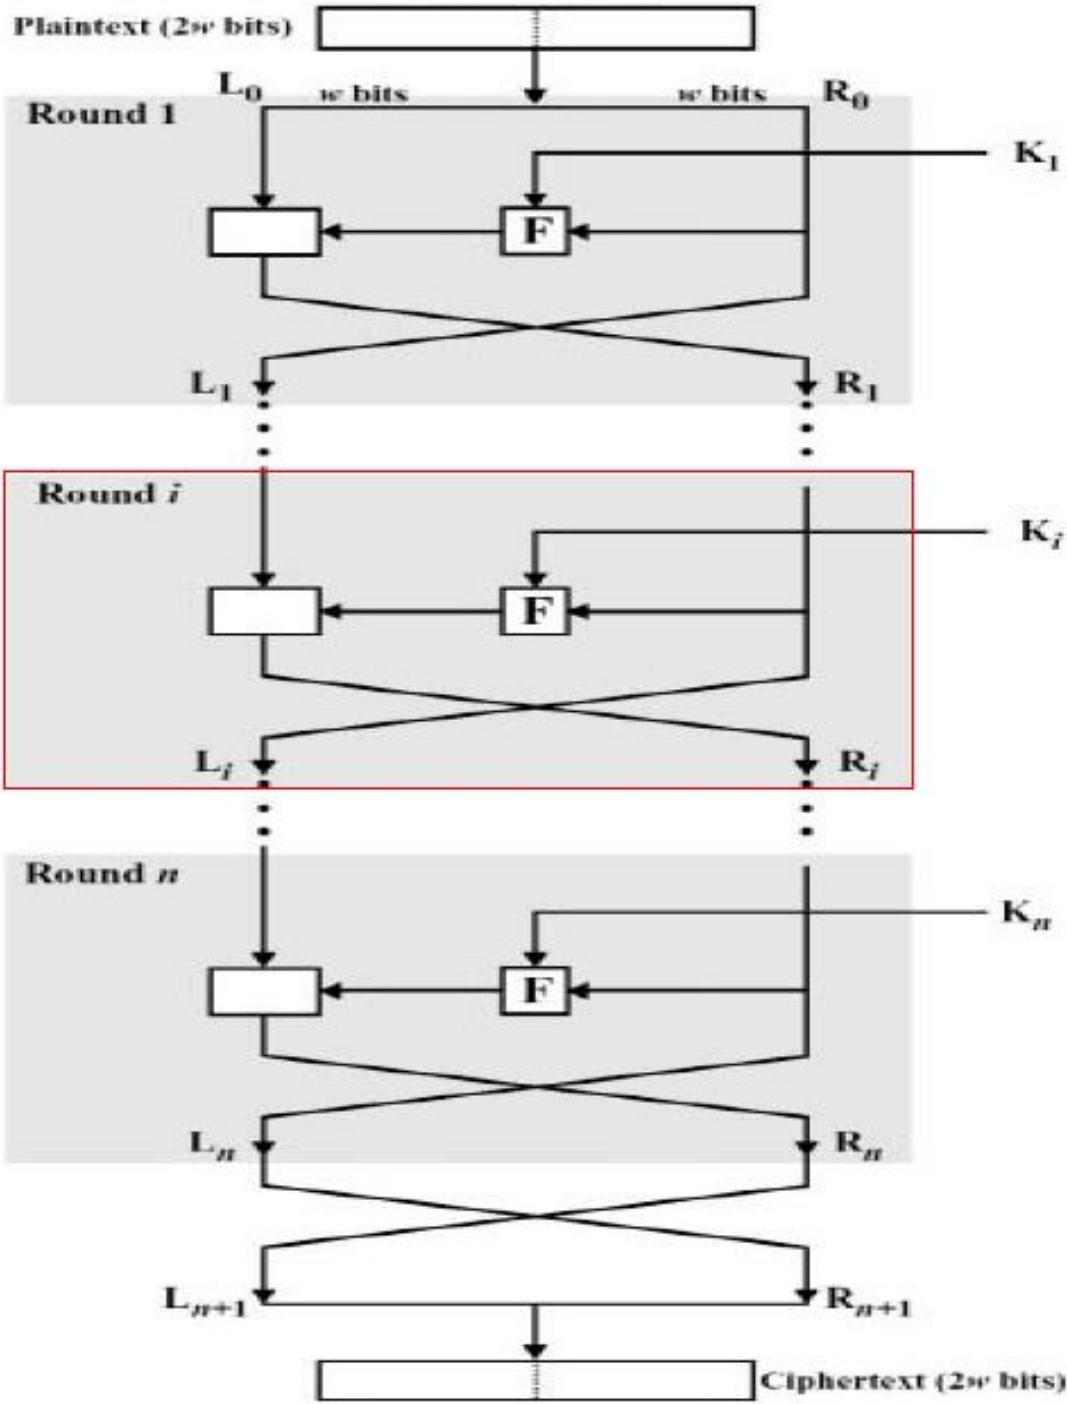 Plaintext (2w bits)
L0 w bits w bits R0
Round 1
K1
F
L1 R1
Round i
Ki
F
Li Ri
Round n
Kn
F
Ln Rn
Ln+1 Rn+1
Ciphertext (2w bits)